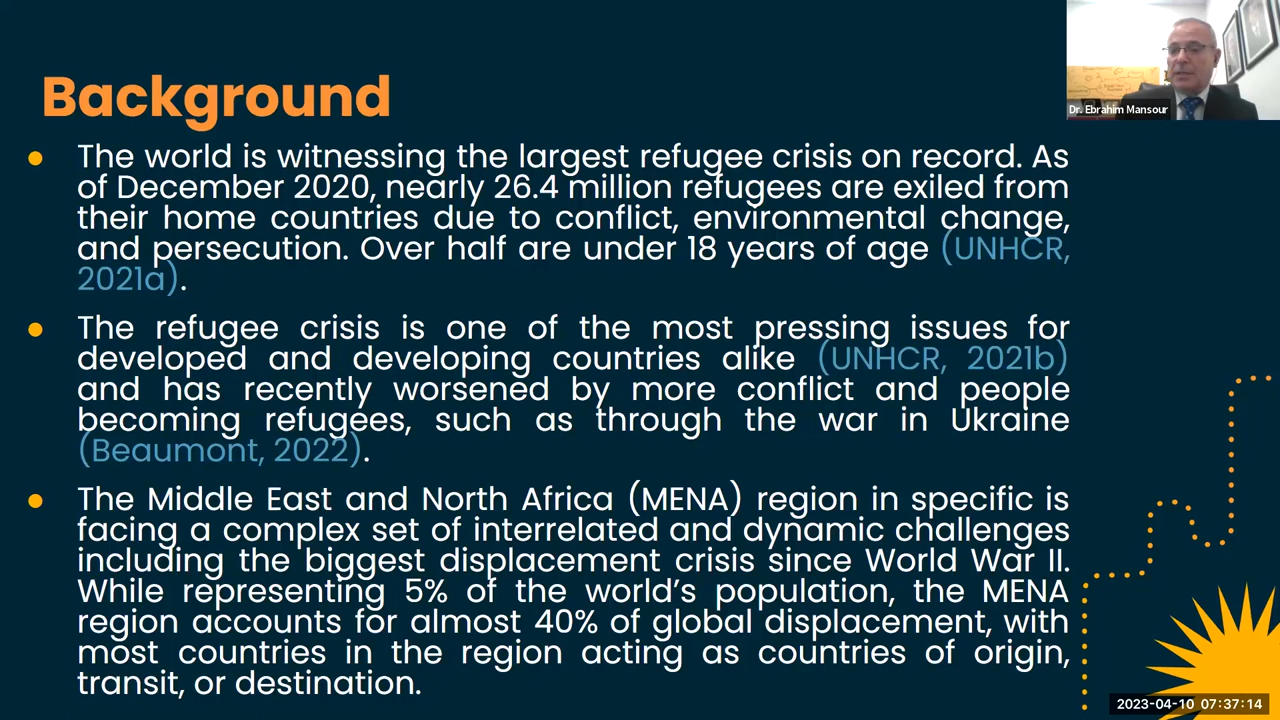 Background
The world is witnessing the largest refugee crisis on record. As
of December 2020, nearly 26.4 million refugees are exiled from
their home countries due to conflict, environmental change,
and persecution. Over half are under 18 years of age (UNHCR,
2021a).
The refugee crisis is one of the most pressing issues for
developed and developing countries alike (UNHCR, 2021b)
and has recently worsened by more conflict and people
becoming refugees, such as through the war in Ukraine
(Beaumont, 2022).
The Middle East and North Africa (MENA) region in specific is
facing a complex set of interrelated and dynamic challenges
including the biggest displacement crisis since World War II.
While representing 5% of the world's population, the MENA
region accounts for almost 40% of global displacement, with
most countries in the region acting as countries of origin,
transit, or destination.
Dr. Ebrahim Mansour
2023-04-10 07:37:14